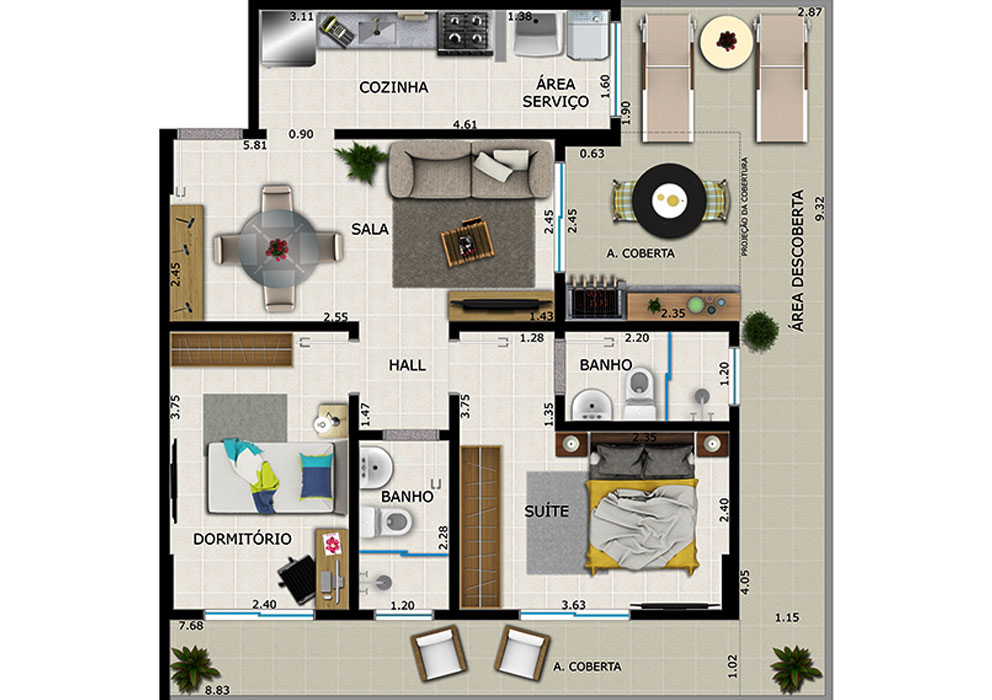 3.11
1.38
2.87
COZINHA
ÁREA
SERVIÇO
1.60
1.90
4.61
0.90
5.81
0.63
PROJEÇÃO DA COBERTURA
ÁREA DESCOBERTA
9.32
SALA
2.45
2.45
2.45
A. COBERTA
2.55
1.43
2.35
1.28
2.20
HALL
BANHO
1.20
3.75
1.47
3.75
1.35
2.35
BANHO
SUÍTE
2.40
DORMITÓRIO
2.28
4.05
2.40
1.20
3.63
7.68
1.15
A. COBERTA
1.02
8.83